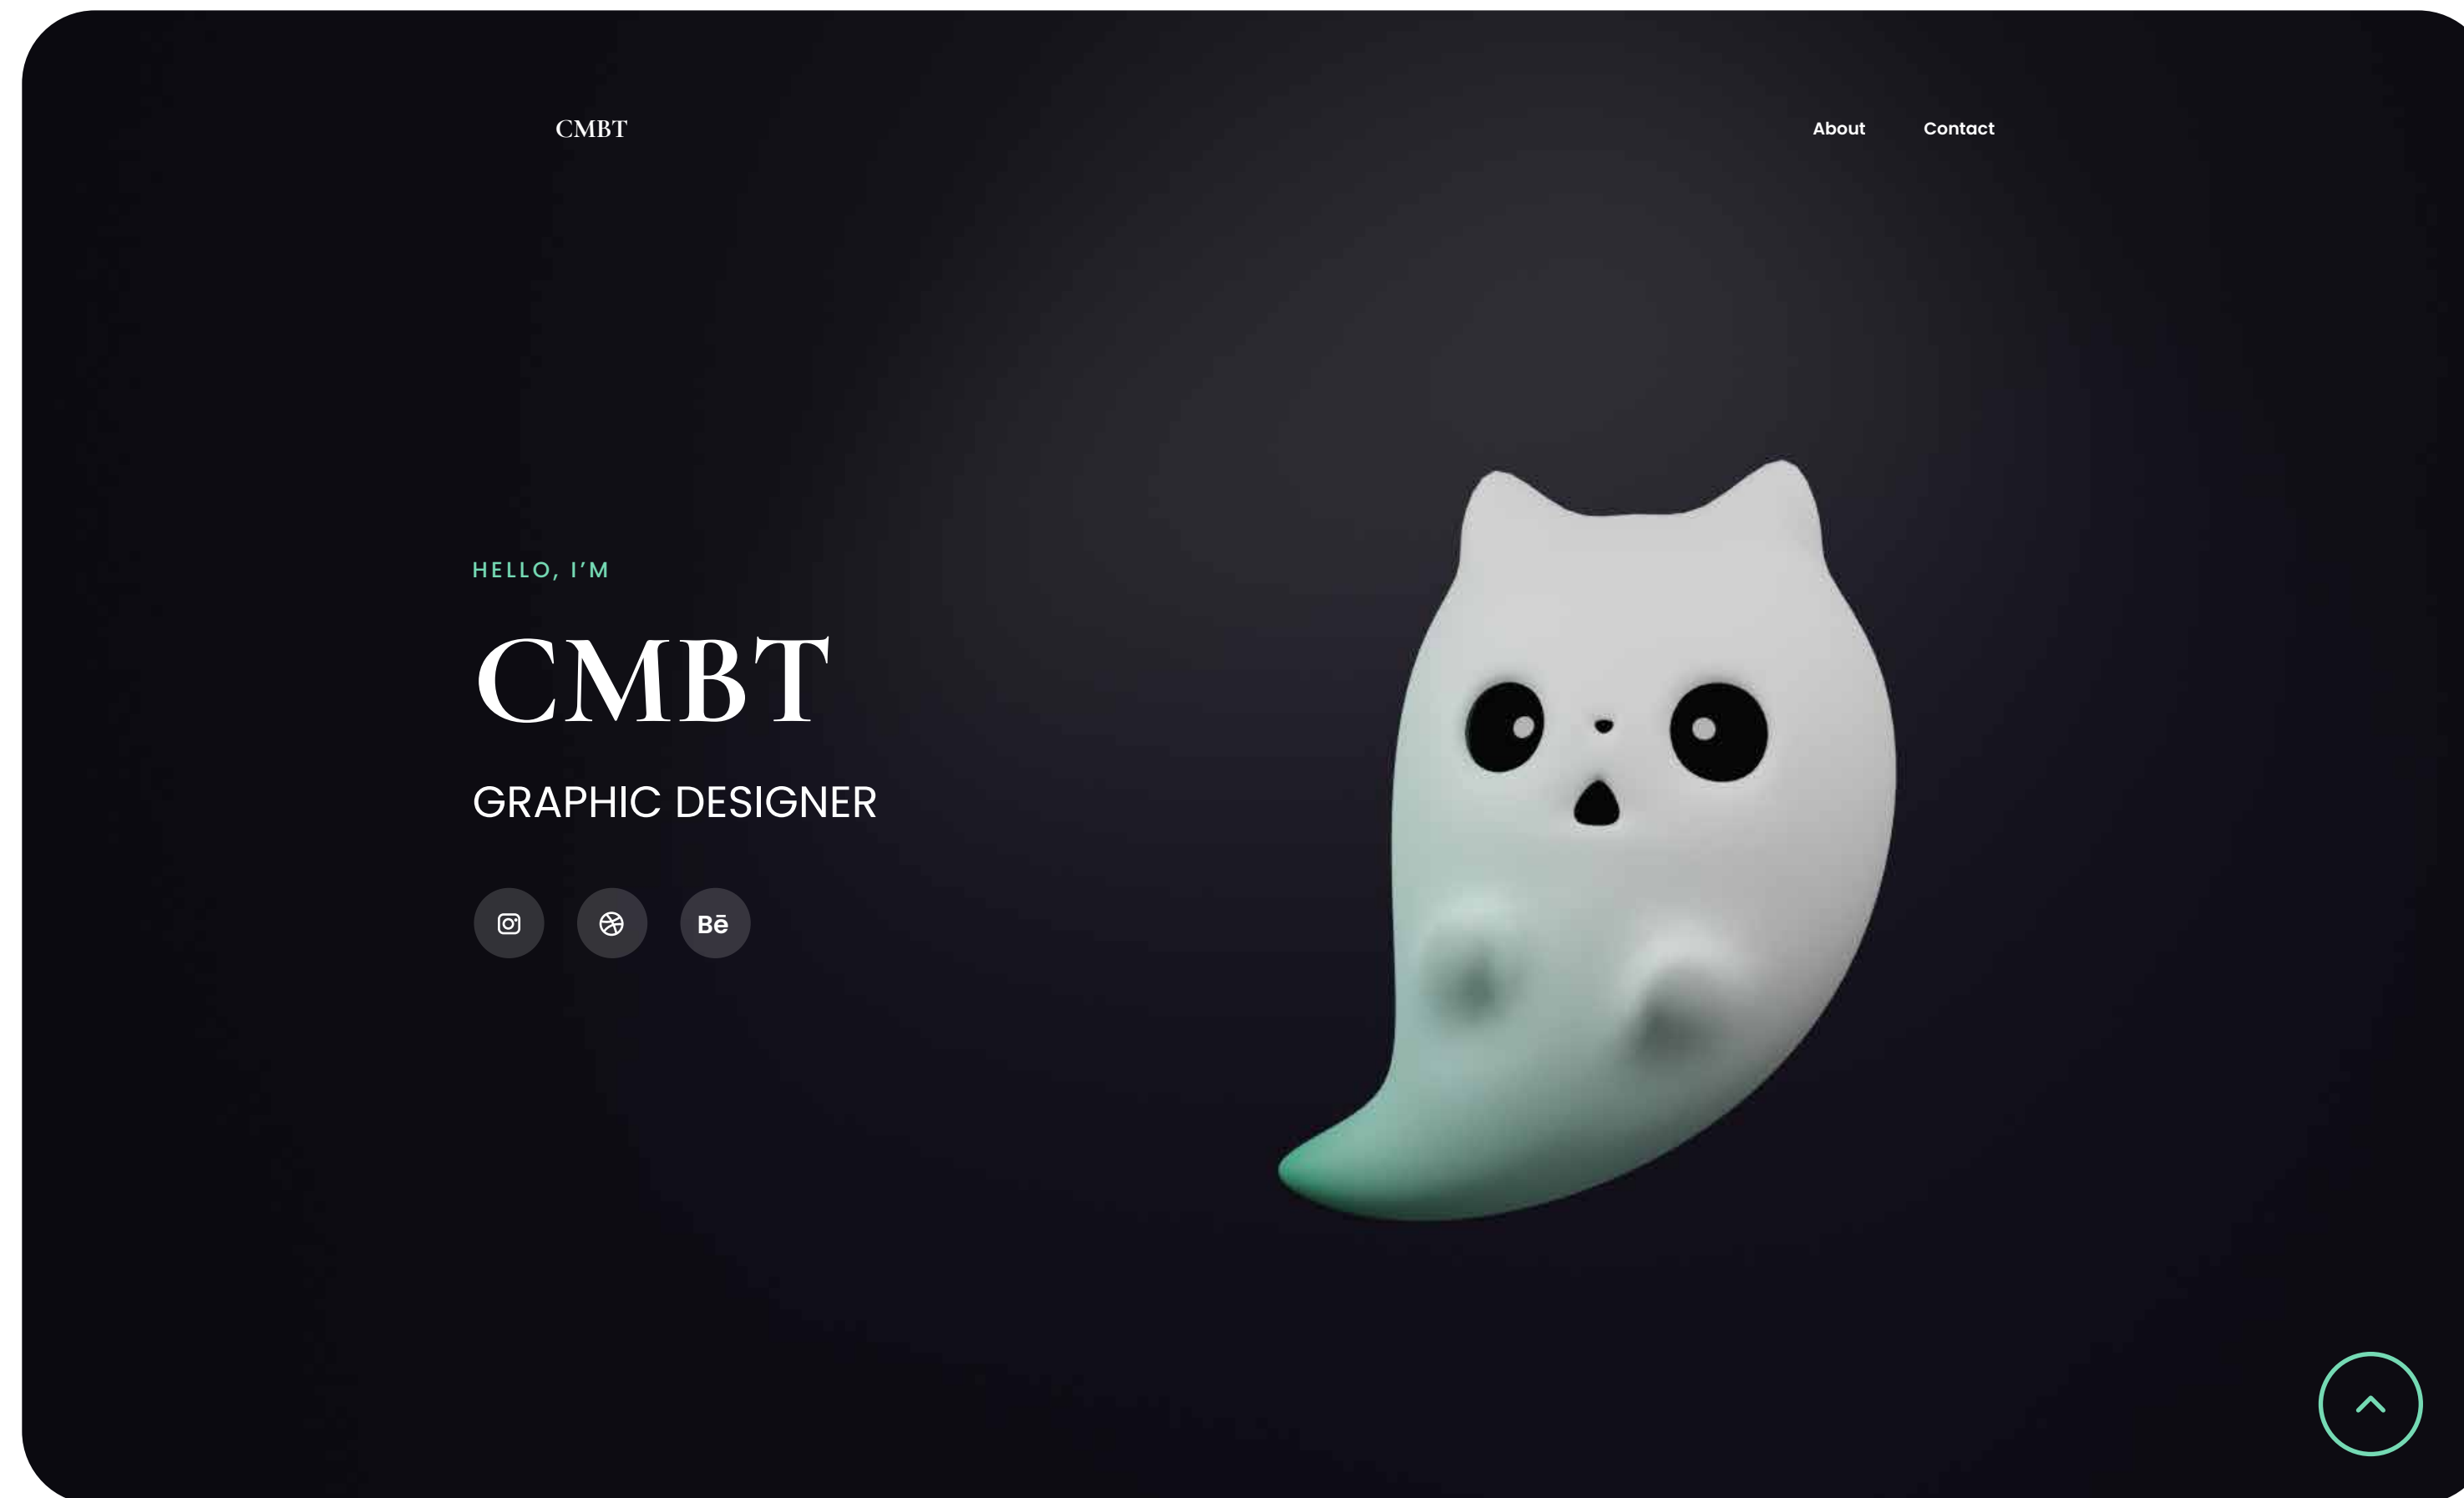 CMBT
About
Contact
HELLO, I’M
CMBT
GRAPHIC DESIGNER
Bē